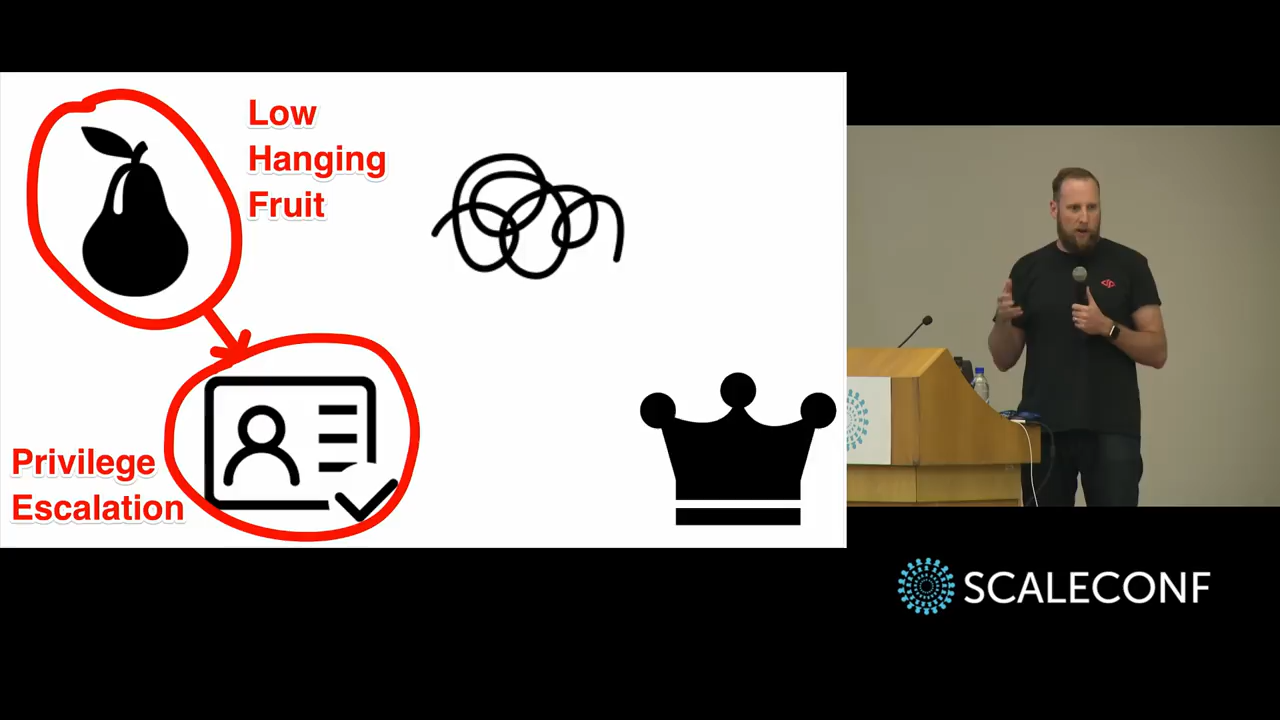 Low
Hanging
Fruit
Privilege
Escalation
SCALECONF